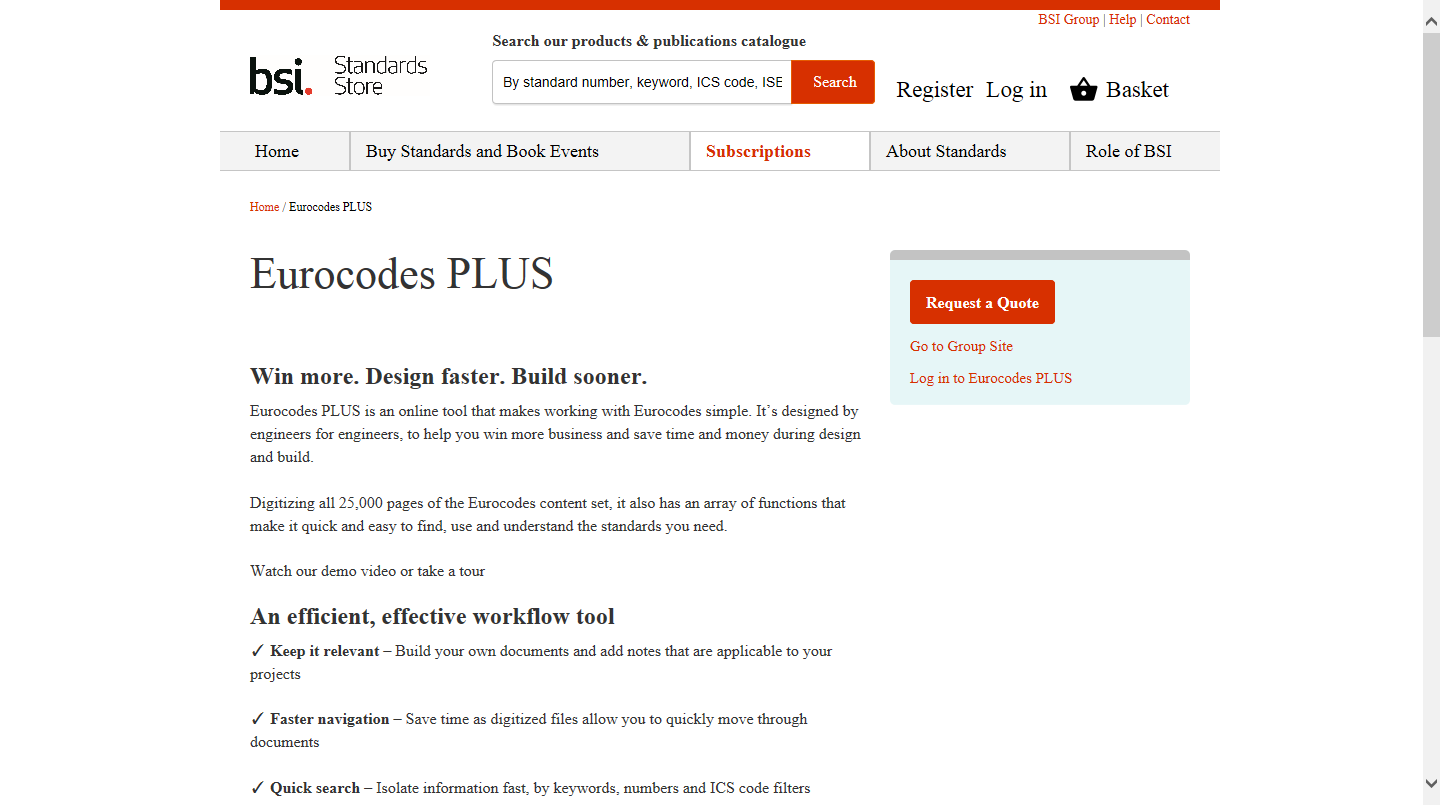 BSI Group | Help | Contact
Search our products & publications catalogue
bsi. Standards
Store
By standard number, keyword, ICS code, ISE
Search
Register Log in Basket
Home
Buy Standards and Book Events
Subscriptions
About Standards
Role of BSI
Home / Eurocodes PLUS
Eurocodes PLUS
Request a Quote
Go to Group Site
Log in to Eurocodes PLUS
Win more. Design faster. Build sooner.
Eurocodes PLUS is an online tool that makes working with Eurocodes simple. It’s designed by
engineers for engineers, to help you win more business and save time and money during design
and build.
Digitizing all 25,000 pages of the Eurocodes content set, it also has an array of functions that
make it quick and easy to find, use and understand the standards you need.
Watch our demo video or take a tour
An efficient, effective workflow tool
✓ Keep it relevant – Build your own documents and add notes that are applicable to your
projects
✓ Faster navigation – Save time as digitized files allow you to quickly move through
documents
✓ Quick search – Isolate information fast, by keywords, numbers and ICS code filters